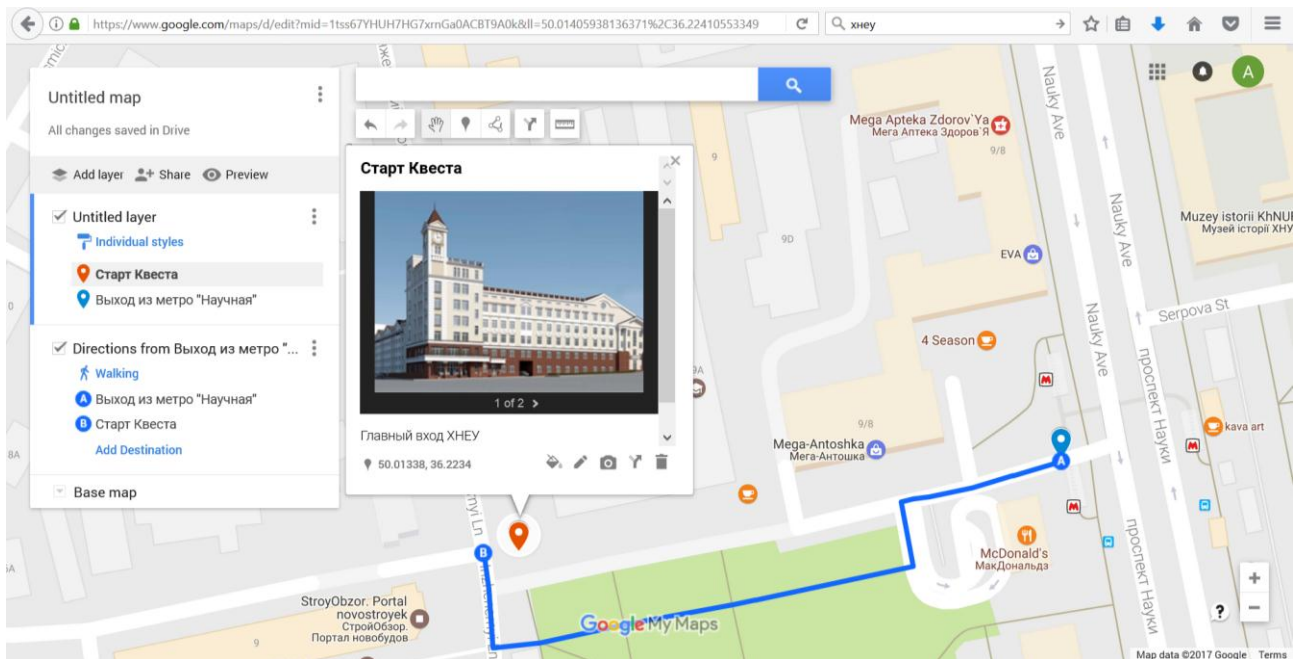 https://www.google.com/maps/d/edit?mid=1tss67YHUH7HG7xrnGa0ACBT9A0k&ll=50.01405938136371%2C36.22410553349
хнеу
Untitled map
All changes saved in Drive
Add layer Share Preview
Untitled layer
Individual styles
Старт Квеста
Выход из метро "Научная"
Directions from Выход из метро "...
Walking
A Выход из метро "Научная"
B Старт Квеста
Add Destination
Base map
Старт Квеста
1 of 2 >
Главный вход ХНЕУ
50.01338, 36.2234
A
Nauky Ave
Nauky Ave
Nauky Ave
Nauky Ave
Mega Apteka Zdorov`Ya
Мега Аптека Здоров`Я
9/8
9
9D
EVA
Muzey istorii KhNUR
Музей історії ХНУ
Serpova St
4 Season
9A
9/8
Mega-Antoshka
Мега-Антошка
проспект Науки
проспект Науки
kava art
M
M
M
A
B
McDonald's
МакДональдз
StroyObzor. Portal
novostroyek
СтройОбзор.
Портал новобудов
9
8A
Google My Maps
+
?
−
Map data ©2017 Google Terms